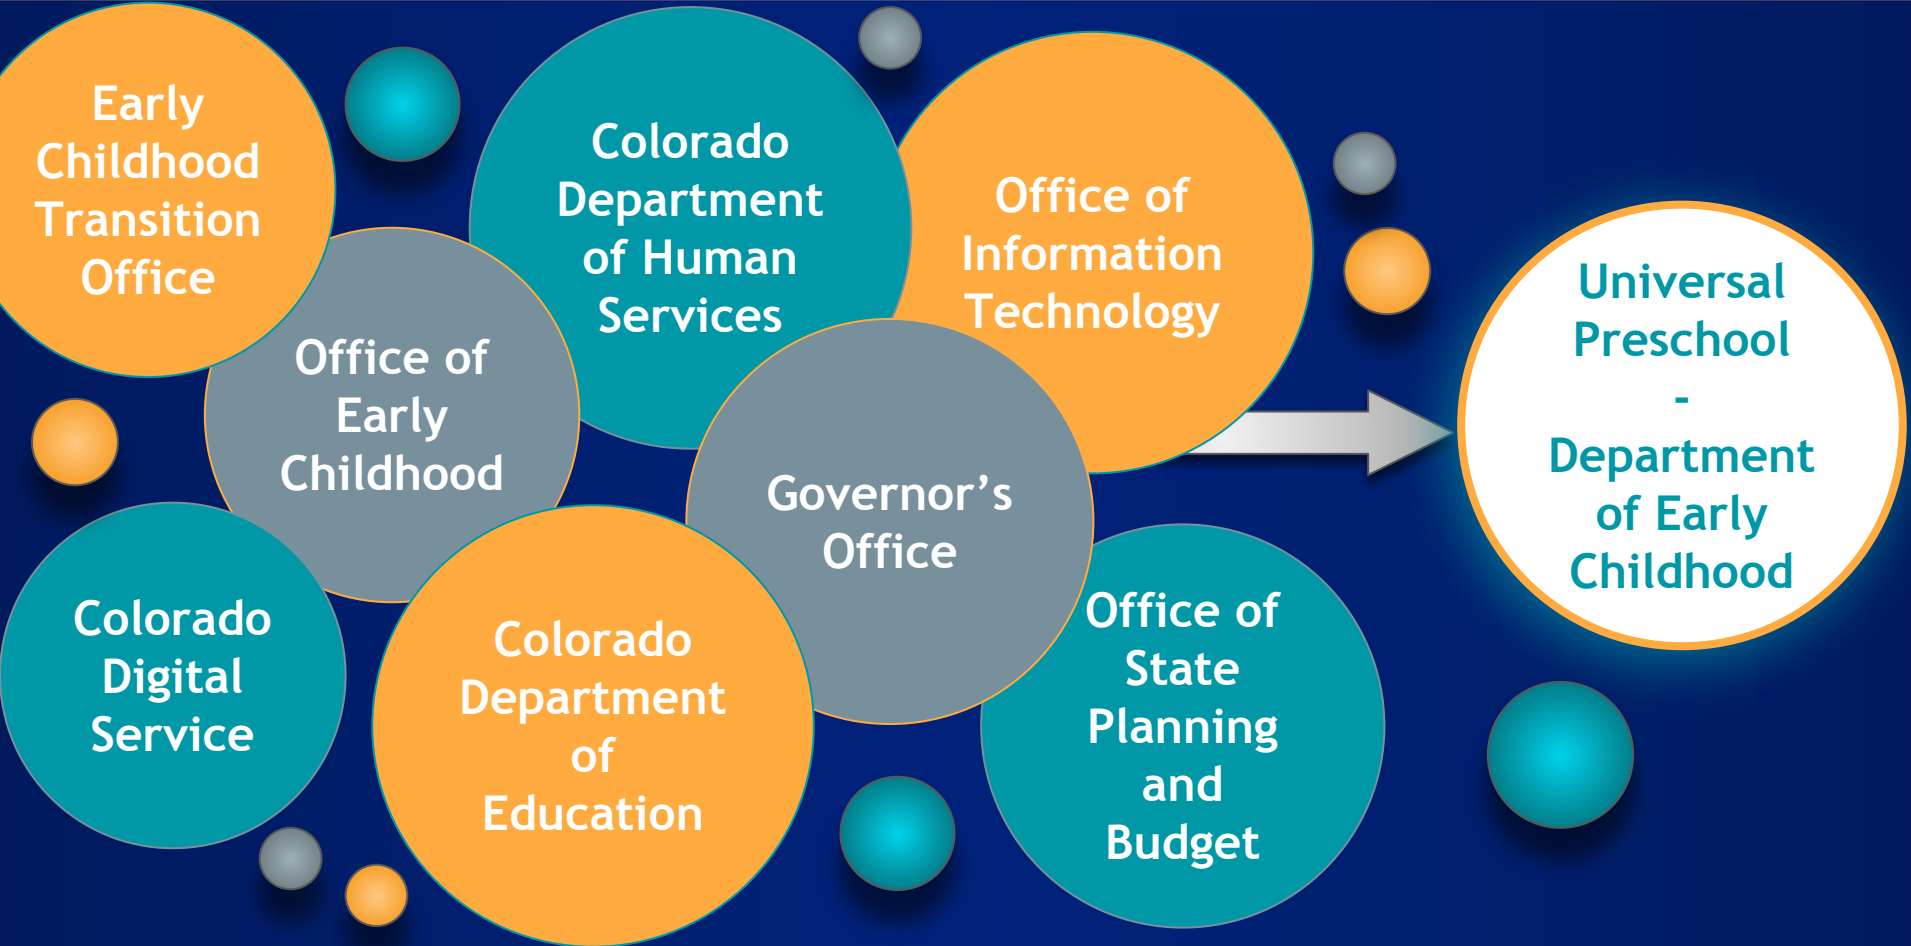 Early
Childhood
Transition
Office
Colorado
Department
of Human
Services
Office of
Information
Technology
Universal
Preschool
-
Department
of Early
Childhood
Office of
Early
Childhood
Governor’s
Office
Colorado
Digital
Service
Colorado
Department
of
Education
Office of
State
Planning
and
Budget